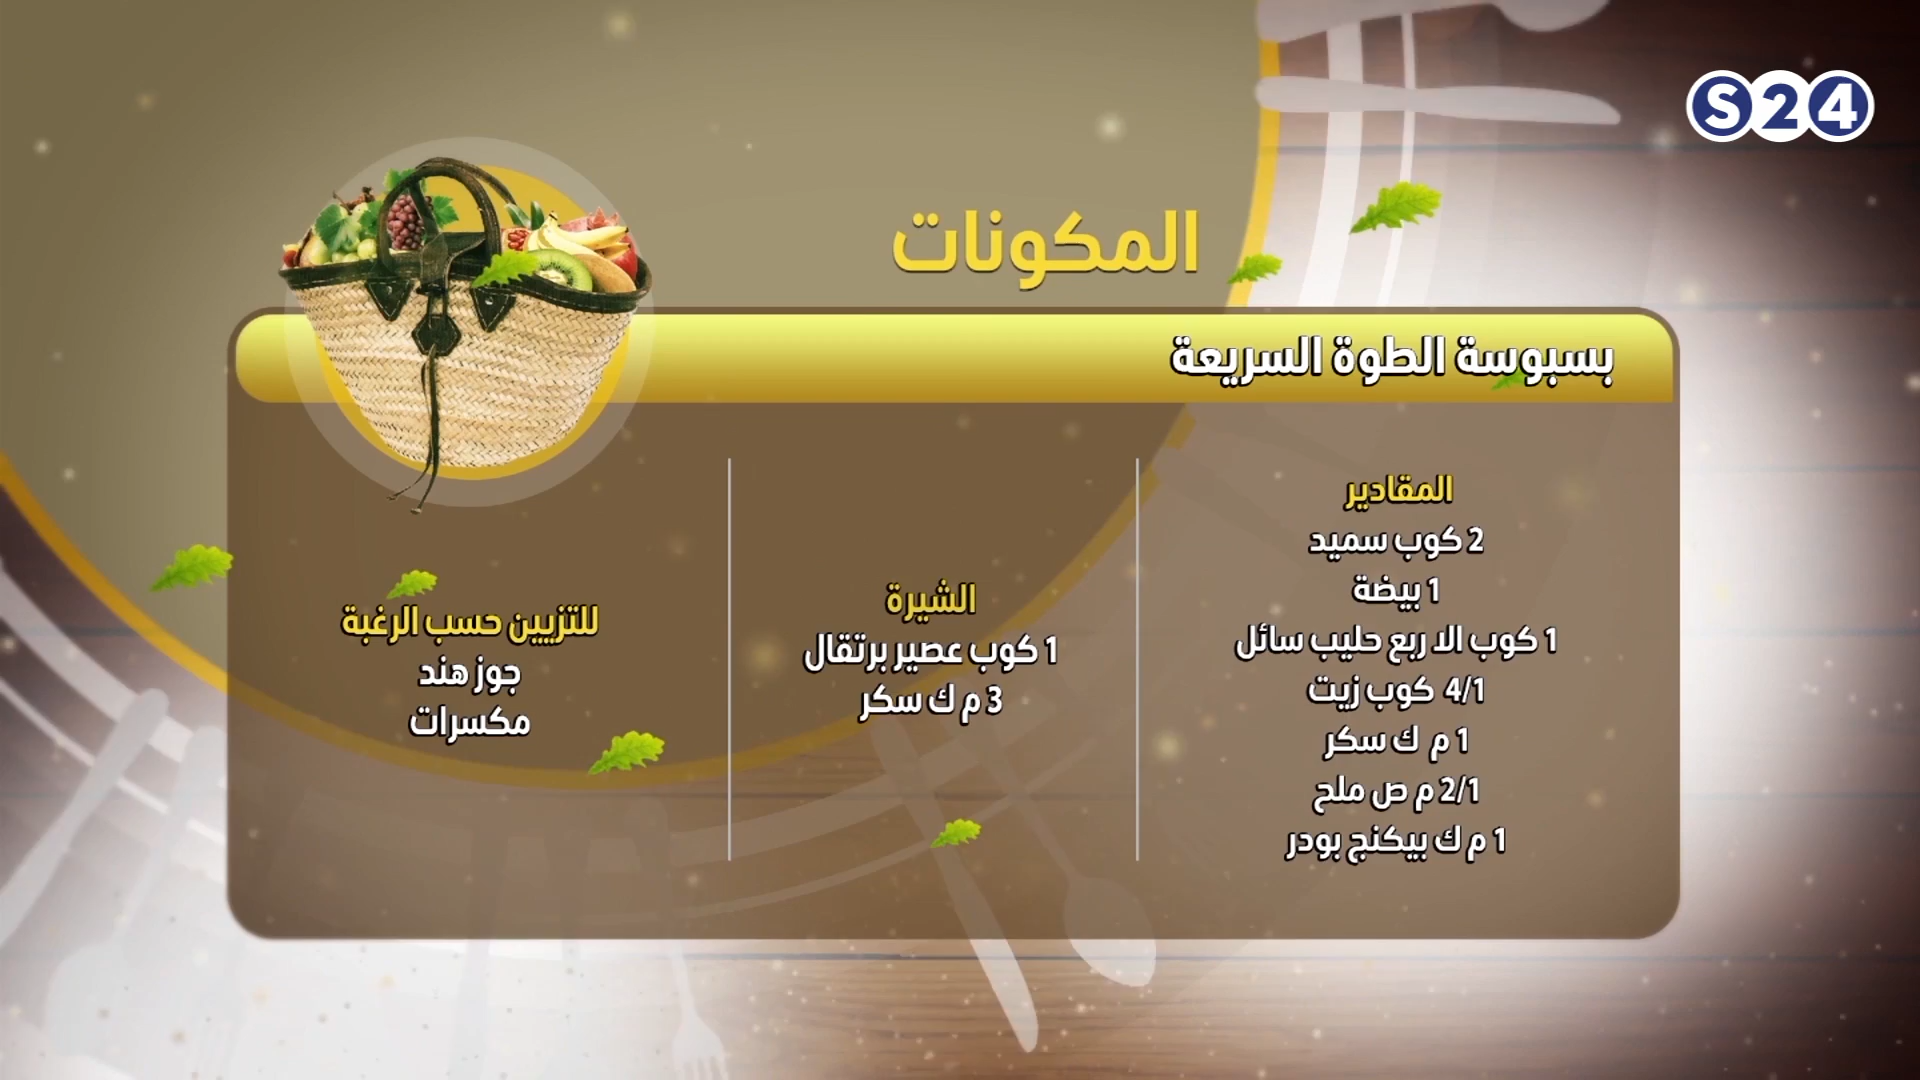 S24
المكونات
بسبوسة الطوة السريعة
المقادير
2 كوب سميد
1 بيضة
1 كوب الا ربع حليب سائل
4/1 كوب زيت
1 م ك سكر
2/1 م ص ملح
1 م ك بيكنج بودر
الشيرة
1 كوب عصير برتقال
3 م ك سكر
للتزيين حسب الرغبة
جوز هند
مكسرات